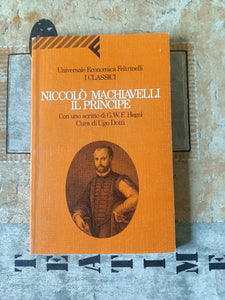 Universale Economica Feltrinelli
I CLASSICI
NICCOLÒ MACHIAVELLI
IL PRINCIPE
Con uno scritto di G.W.F. Hegel
Cura di Ugo Dotti